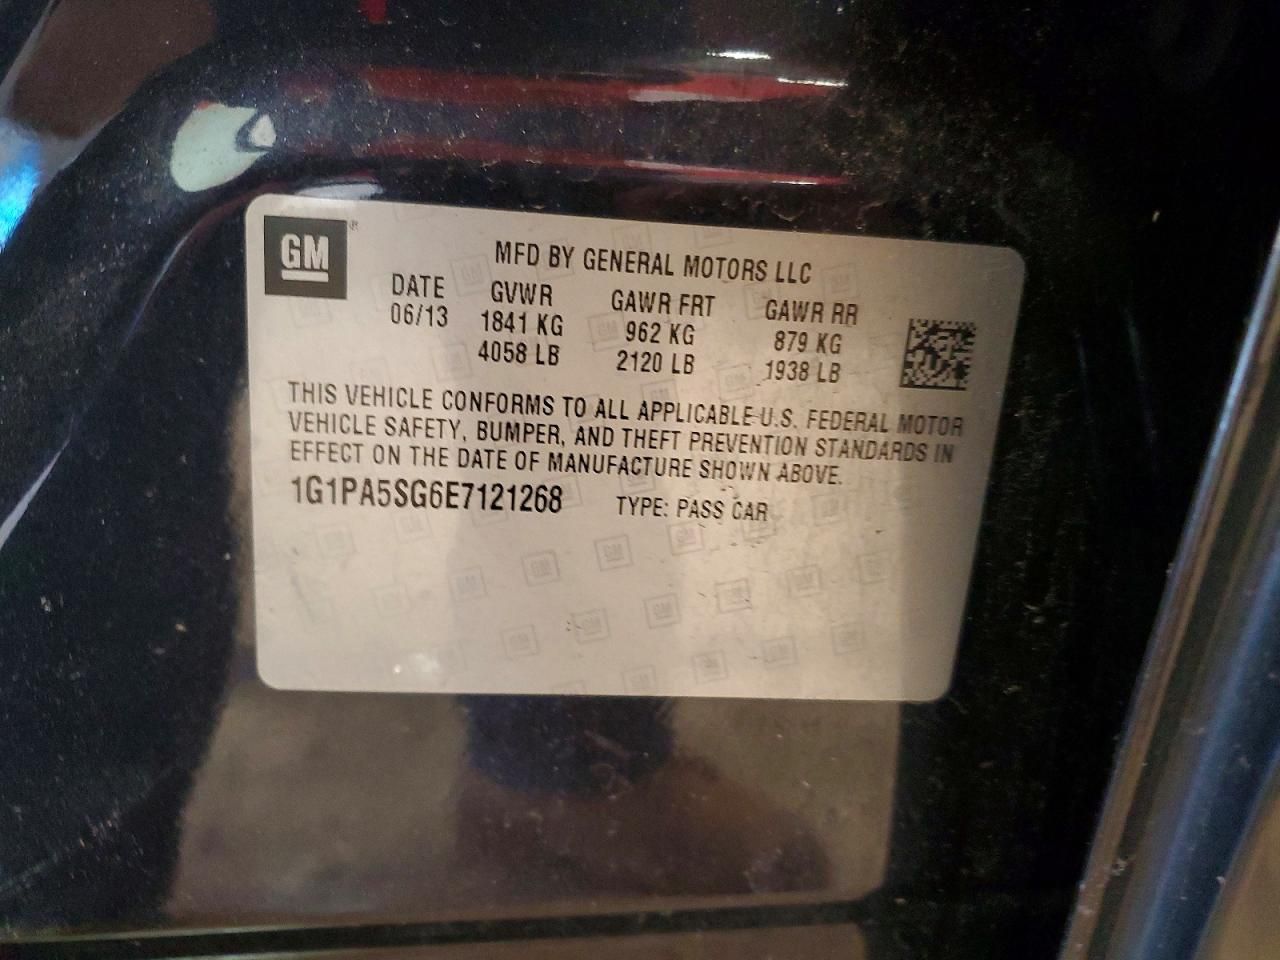 GM®
MFD BY GENERAL MOTORS LLC
DATE GVWR GAWR FRT GAWR RR
06/13 1841 KG 962 KG 879 KG
4058 LB 2120 LB 1938 LB
THIS VEHICLE CONFORMS TO ALL APPLICABLE U.S. FEDERAL MOTOR
VEHICLE SAFETY, BUMPER, AND THEFT PREVENTION STANDARDS IN
EFFECT ON THE DATE OF MANUFACTURE SHOWN ABOVE.
1G1PA5SG6E7121268 TYPE: PASS CAR